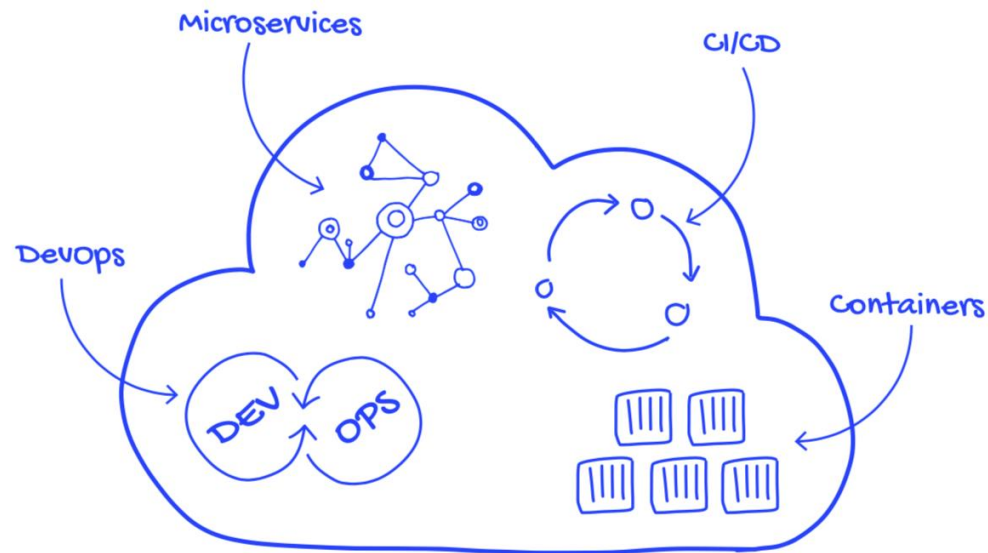 Microservices
CI/CD
Devops
Containers
DEV
OPS